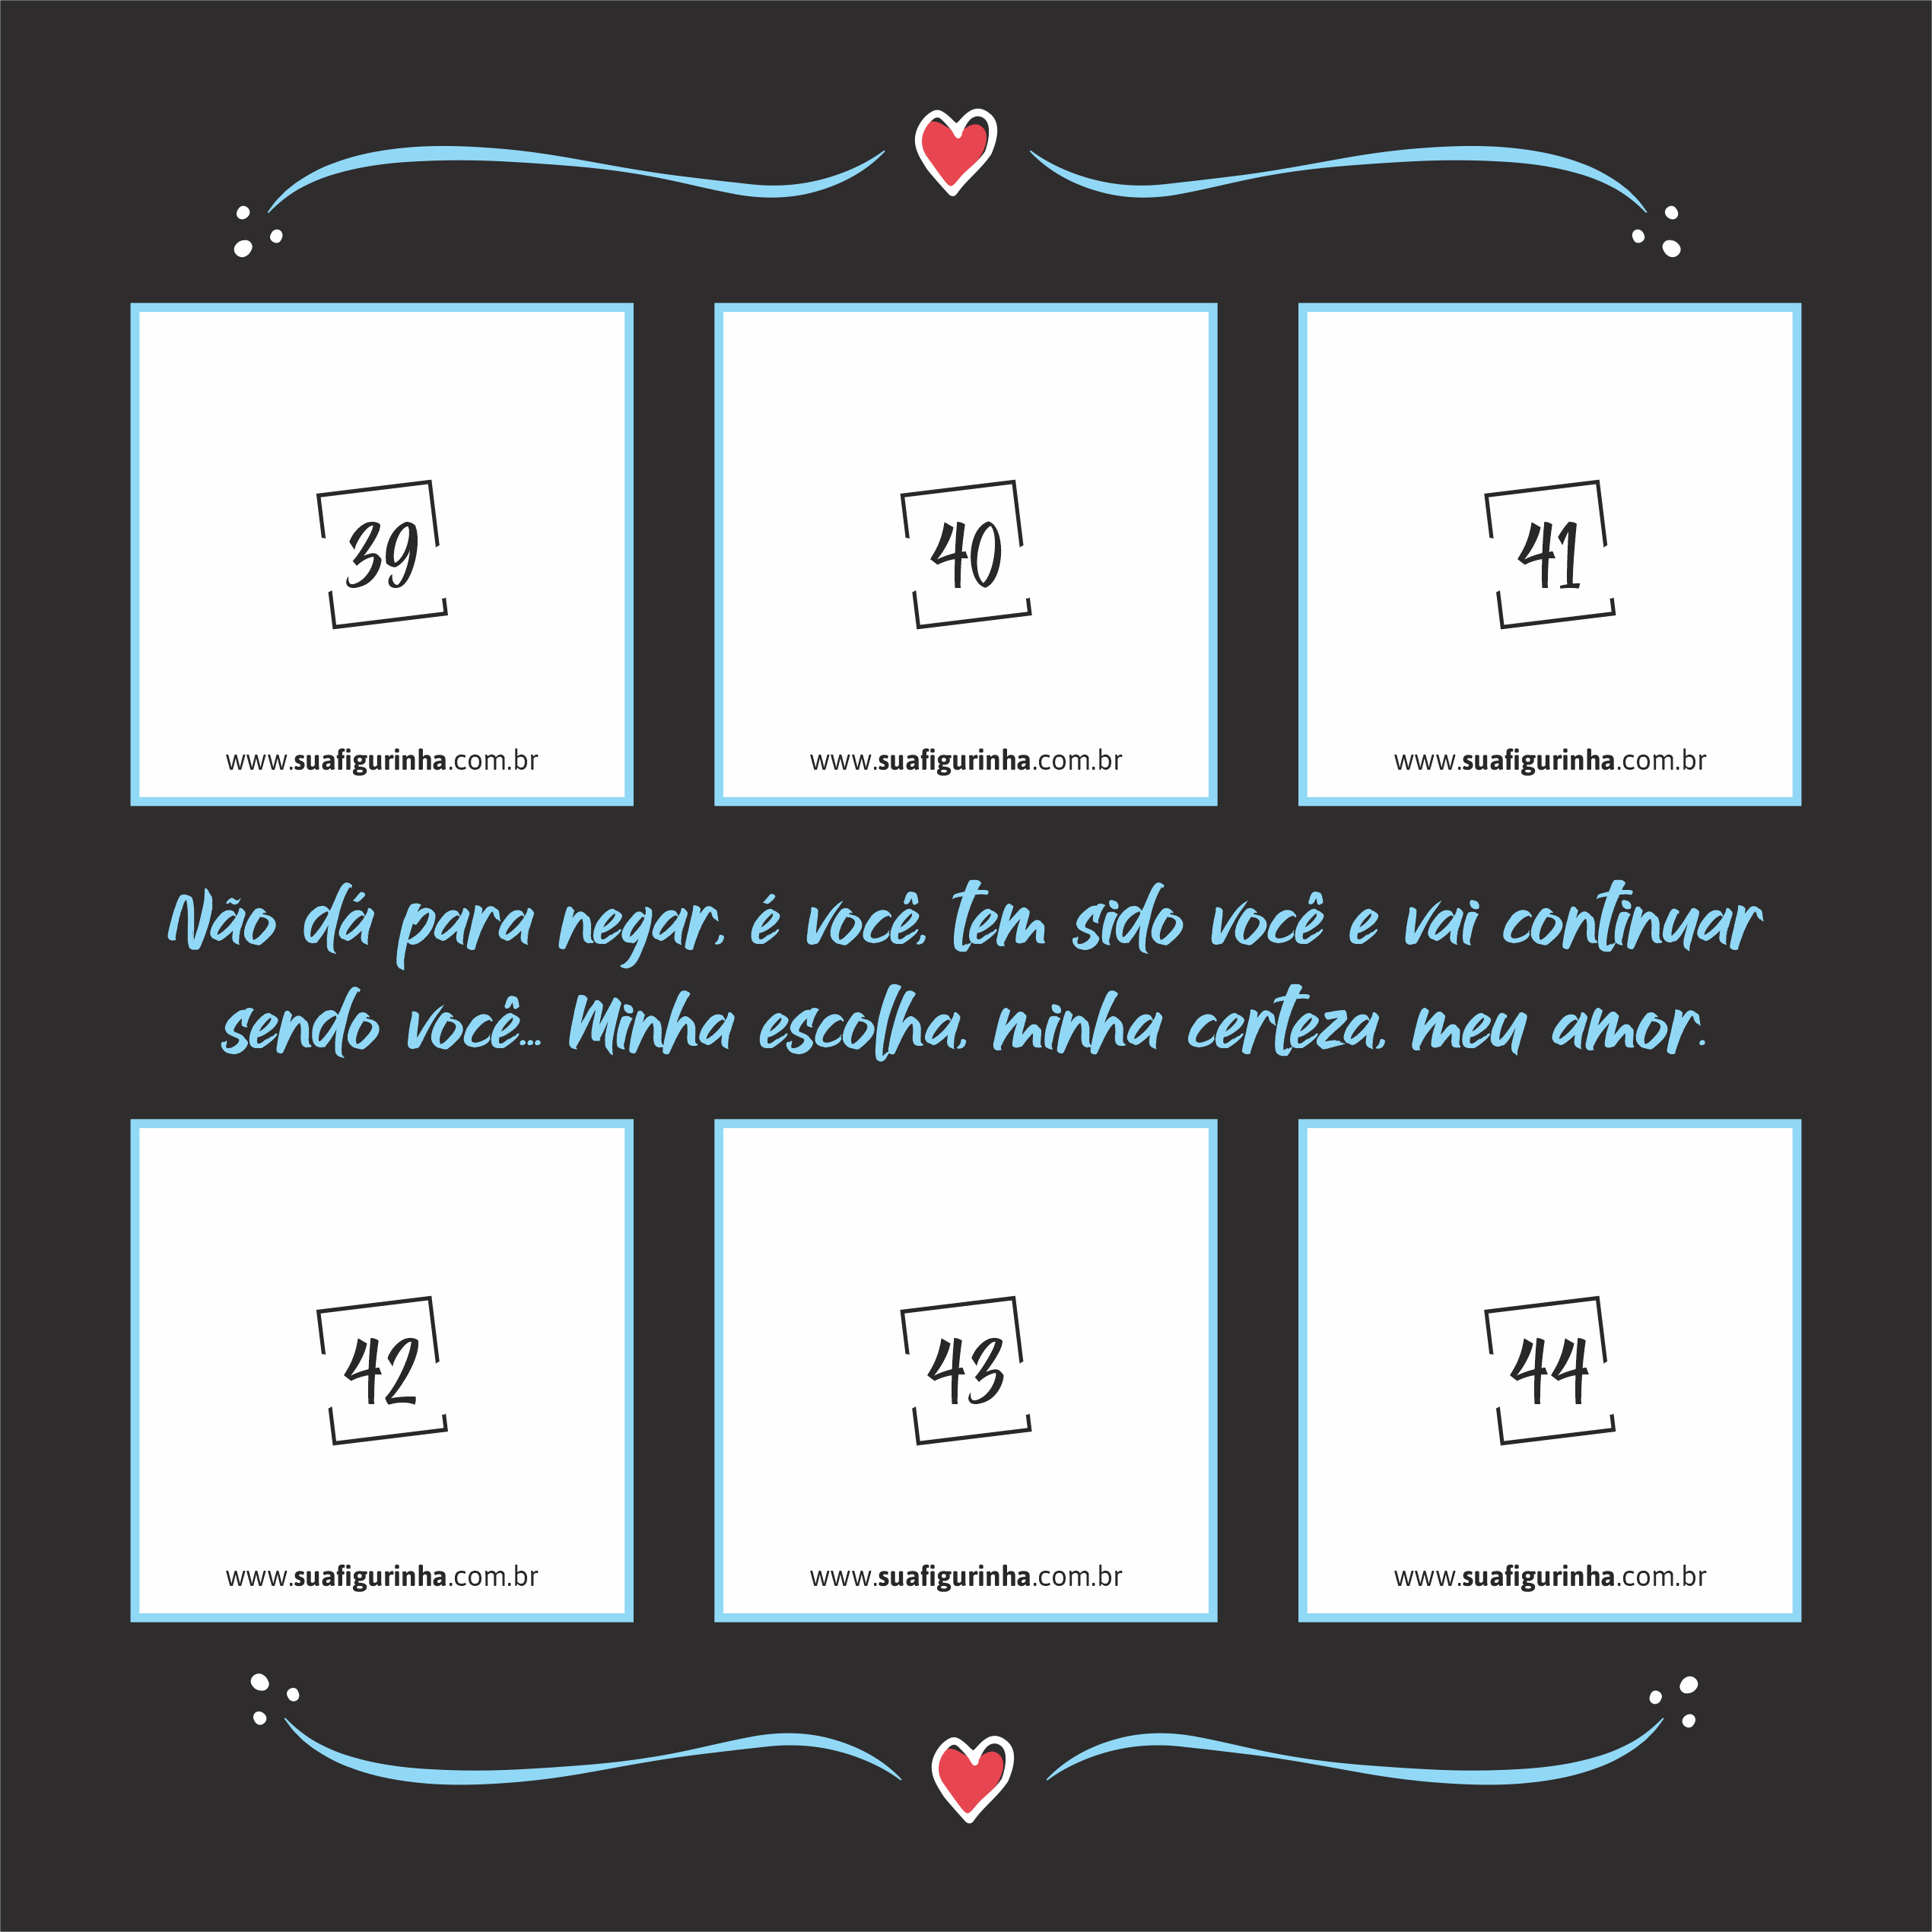 39 40 41
www.suafigurinha.com.br www.suafigurinha.com.br www.suafigurinha.com.br
Não dá para negar, é você, tem sido você e vai continuar
sendo você... Minha escolha, minha certeza, meu amor.
42 43 44
www.suafigurinha.com.br www.suafigurinha.com.br www.suafigurinha.com.br